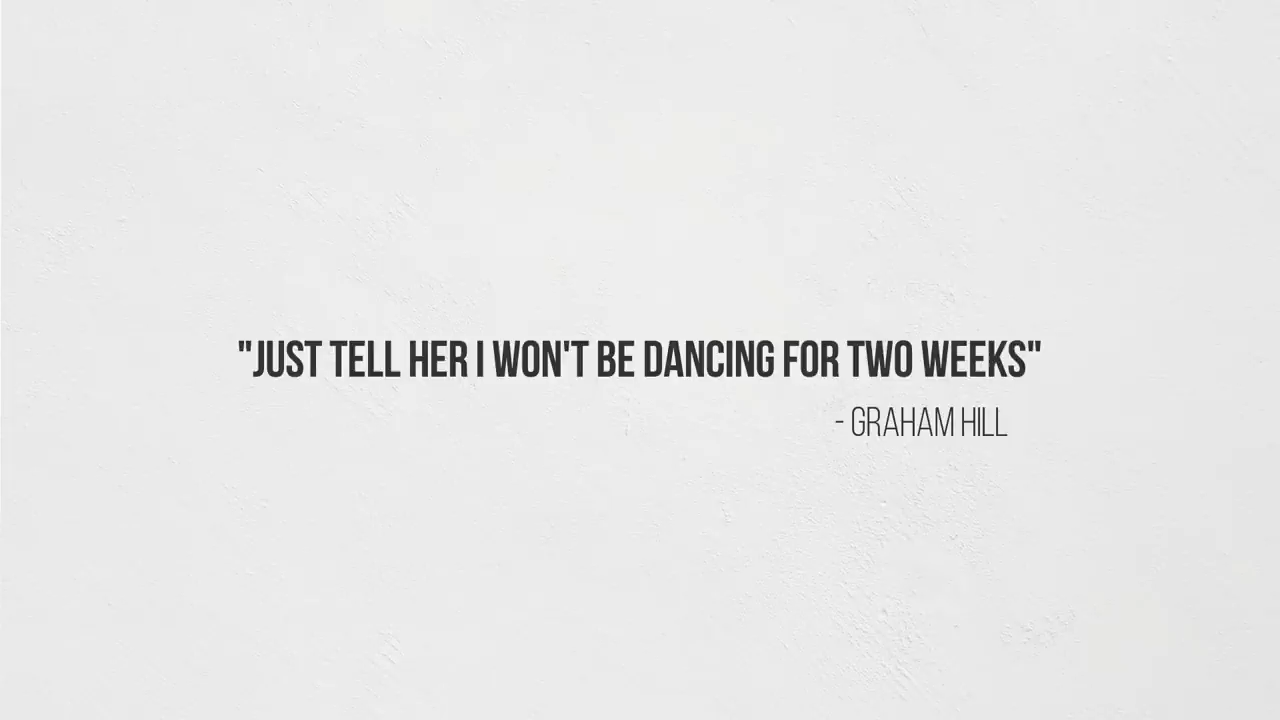 "JUST TELL HER I WON'T BE DANCING FOR TWO WEEKS"
- GRAHAM HILL